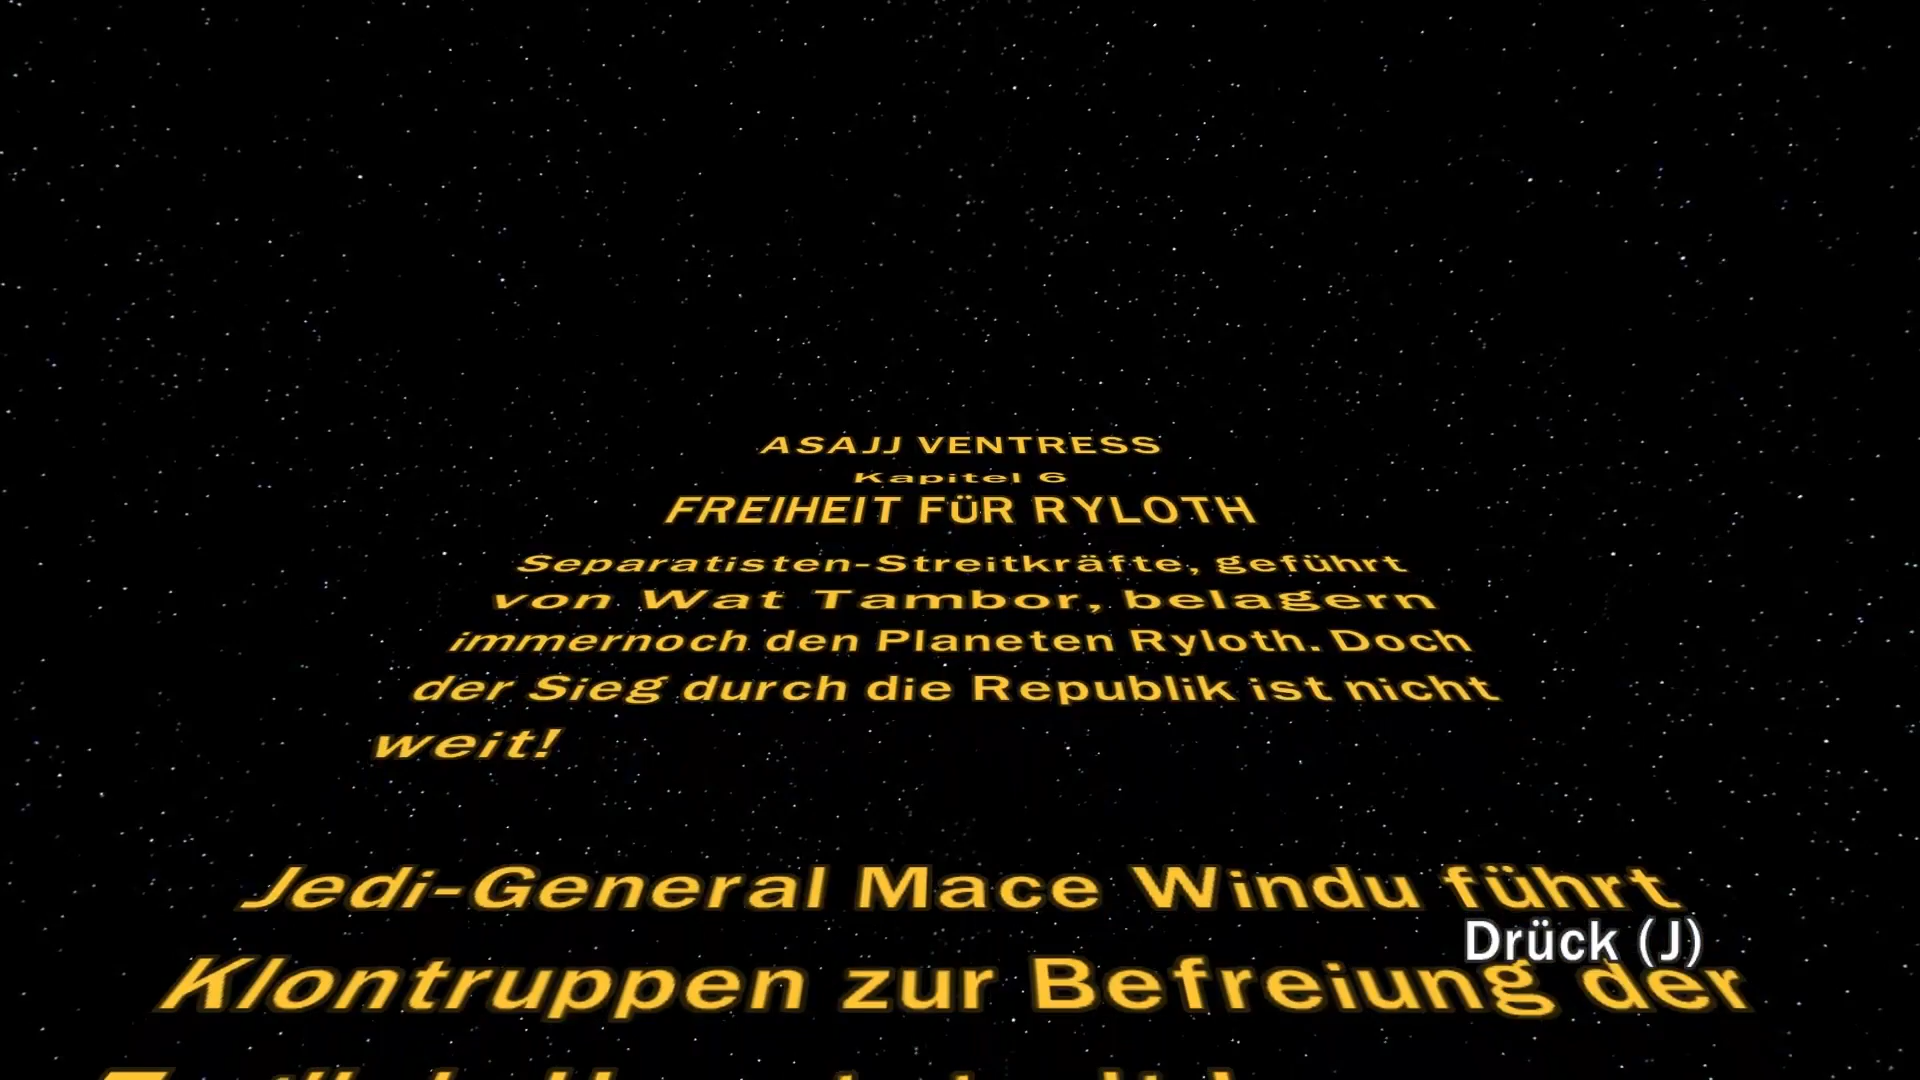 ASAJJ VENTRESS
Kapitel 6
FREIHEIT FÜR RYLOTH
Separatisten-Streitkräfte, geführt
von Wat Tambor, belagern
immernoch den Planeten Ryloth. Doch
der Sieg durch die Republik ist nicht
weit!
Jedi-General Mace Windu führt
Drück (J)
Klontruppen zur Befreiung der